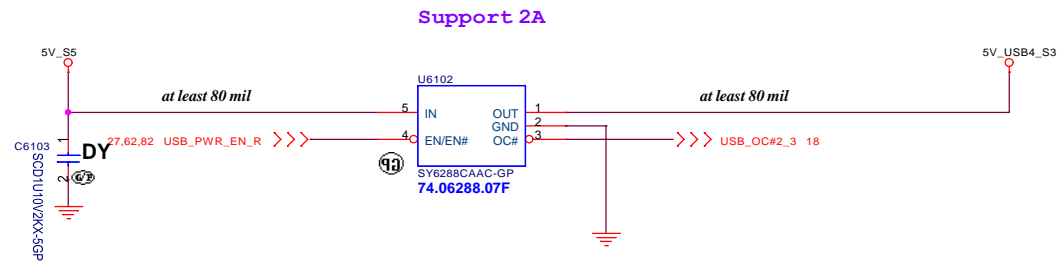 Support 2A
5V_S5
5V_USB4_S3
U6102
at least 80 mil
at least 80 mil
5
IN
OUT
1
GND
2
C6103
1
DY
27,62,82 USB_PWR_EN_R
4
EN/EN#
OC#
3
USB_OC#2_3 18
2
GP
GP
SCD1U10V2KX-5GP
SY6288CAAC-GP
74.06288.07F